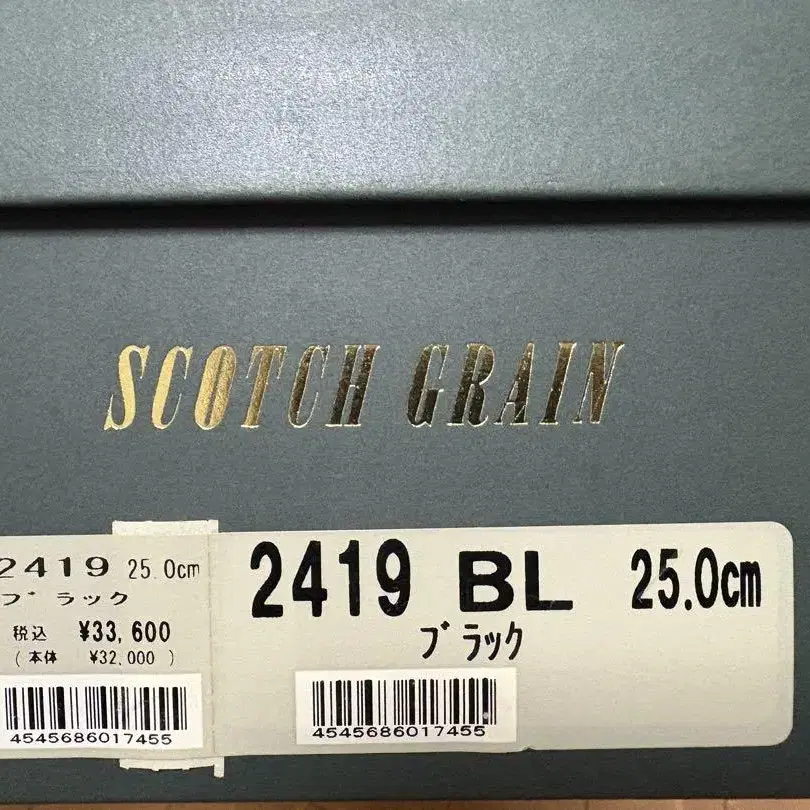 SCOTCH GRAIN
2419 25.0cm
ブラック
税込 ¥33,600
(本体 ¥32,000)
4545686017455
2419 BL 25.0cm
ブラック
4545686017455